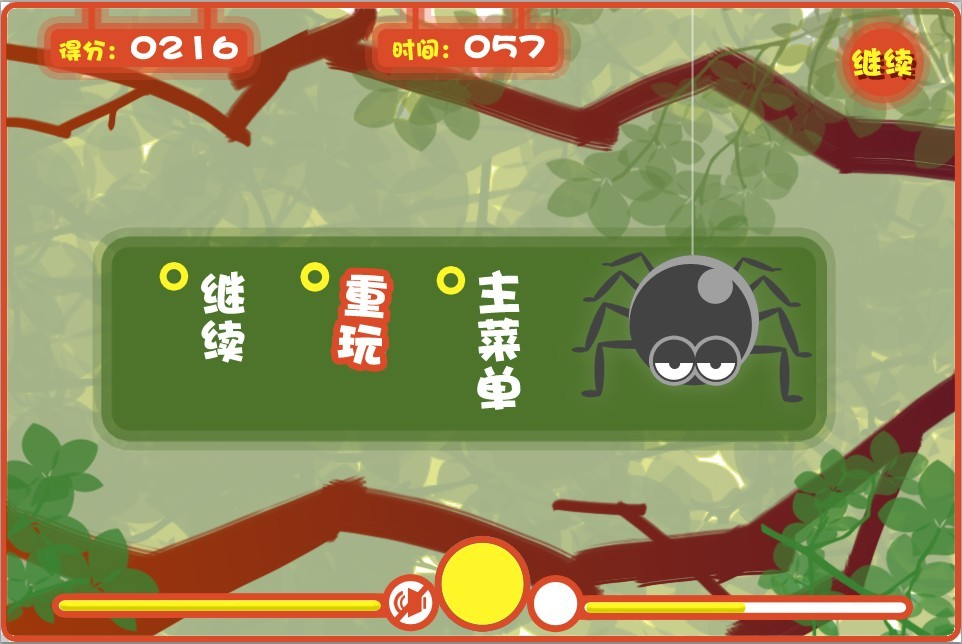 得分：0216
时间：057
继续
继续
重玩
主菜单